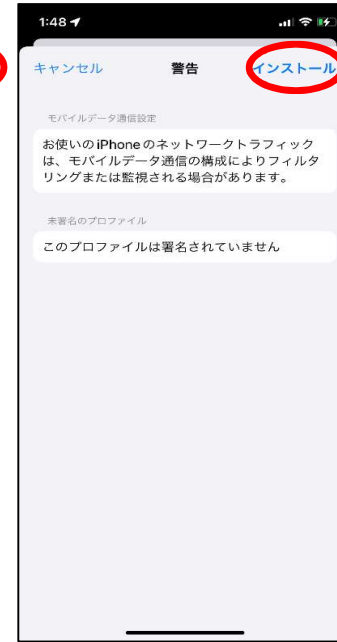 1:48
キャンセル 警告 インストール
モバイルデータ通信設定
お使いのiPhoneのネットワークトラフィック
は、モバイルデータ通信の構成によりフィルタ
リングまたは監視される場合があります。
未署名のプロファイル
このプロファイルは署名されていません